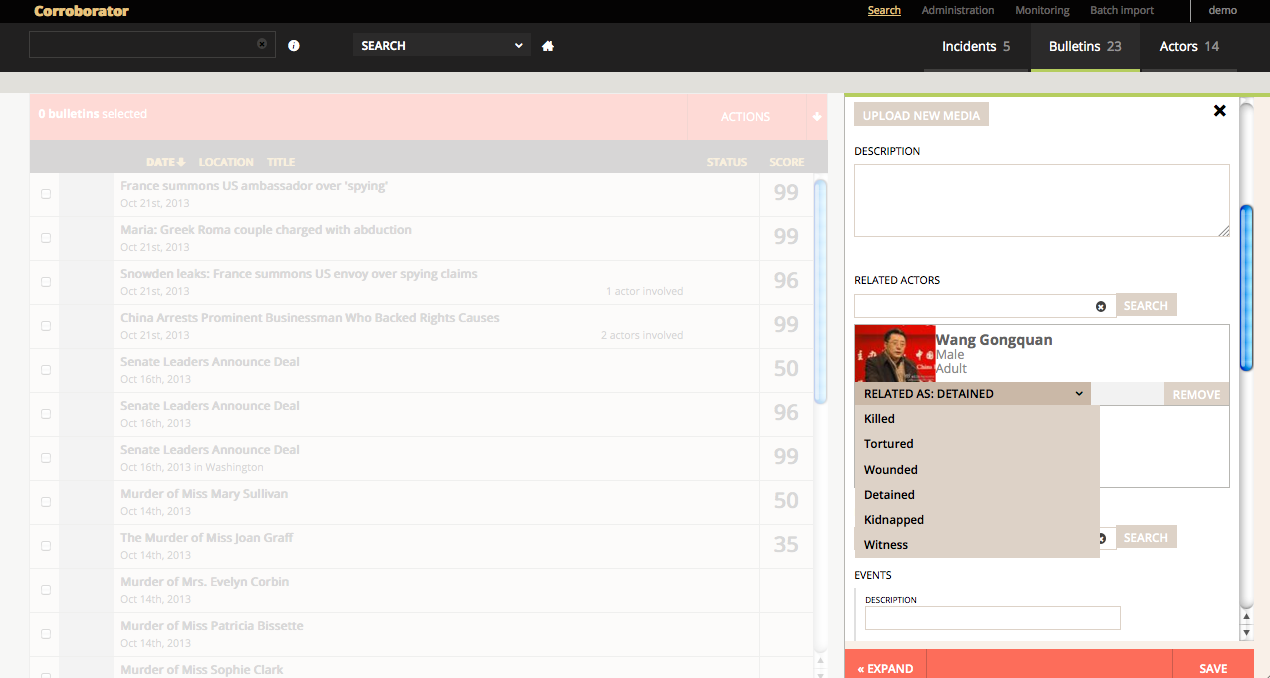 Corroborator
Search Administration Monitoring Batch import demo
SEARCH
Incidents 5 Bulletins 23 Actors 14
0 bulletins selected
ACTIONS
DATE LOCATION TITLE STATUS SCORE
France summons US ambassador over 'spying'
Oct 21st, 2013
99
Maria: Greek Roma couple charged with abduction
Oct 21st, 2013
99
Snowden leaks: France summons US envoy over spying claims
Oct 21st, 2013
1 actor involved
96
China Arrests Prominent Businessman Who Backed Rights Causes
Oct 21st, 2013
2 actors involved
99
Senate Leaders Announce Deal
Oct 16th, 2013
50
Senate Leaders Announce Deal
Oct 16th, 2013
96
Senate Leaders Announce Deal
Oct 16th, 2013 in Washington
99
Murder of Miss Mary Sullivan
Oct 14th, 2013
50
The Murder of Miss Joan Graff
Oct 14th, 2013
35
Murder of Mrs. Evelyn Corbin
Oct 14th, 2013
Murder of Miss Patricia Bissette
Oct 14th, 2013
Murder of Miss Sophie Clark
UPLOAD NEW MEDIA
DESCRIPTION
RELATED ACTORS
SEARCH
Wang Gongquan
Male
Adult
RELATED AS: DETAINED
REMOVE
Killed
Tortured
Wounded
Detained
Kidnapped
Witness
SEARCH
EVENTS
DESCRIPTION
« EXPAND
SAVE